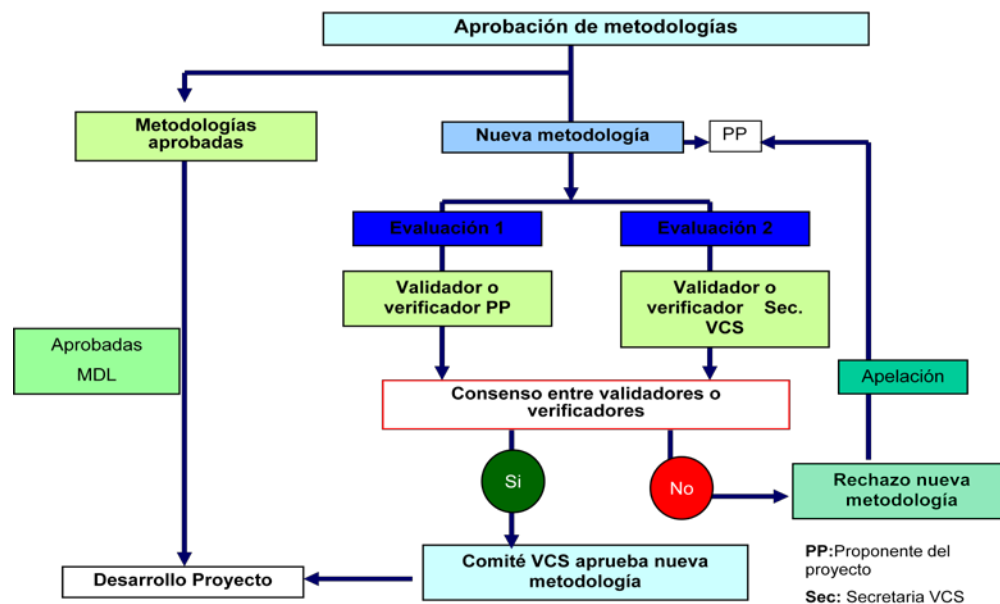 Aprobación de metodologías
Metodologías
aprobadas
Nueva metodología
PP
Evaluación 1
Evaluación 2
Validador o
verificador PP
Validador o
verificador Sec.
VCS
Aprobadas
MDL
Apelación
Consenso entre validadores o
verificadores
Si
No
Rechazo nueva
metodología
Comité VCS aprueba nueva
metodología
Desarrollo Proyecto
PP:Proponente del
proyecto
Sec: Secretaria VCS